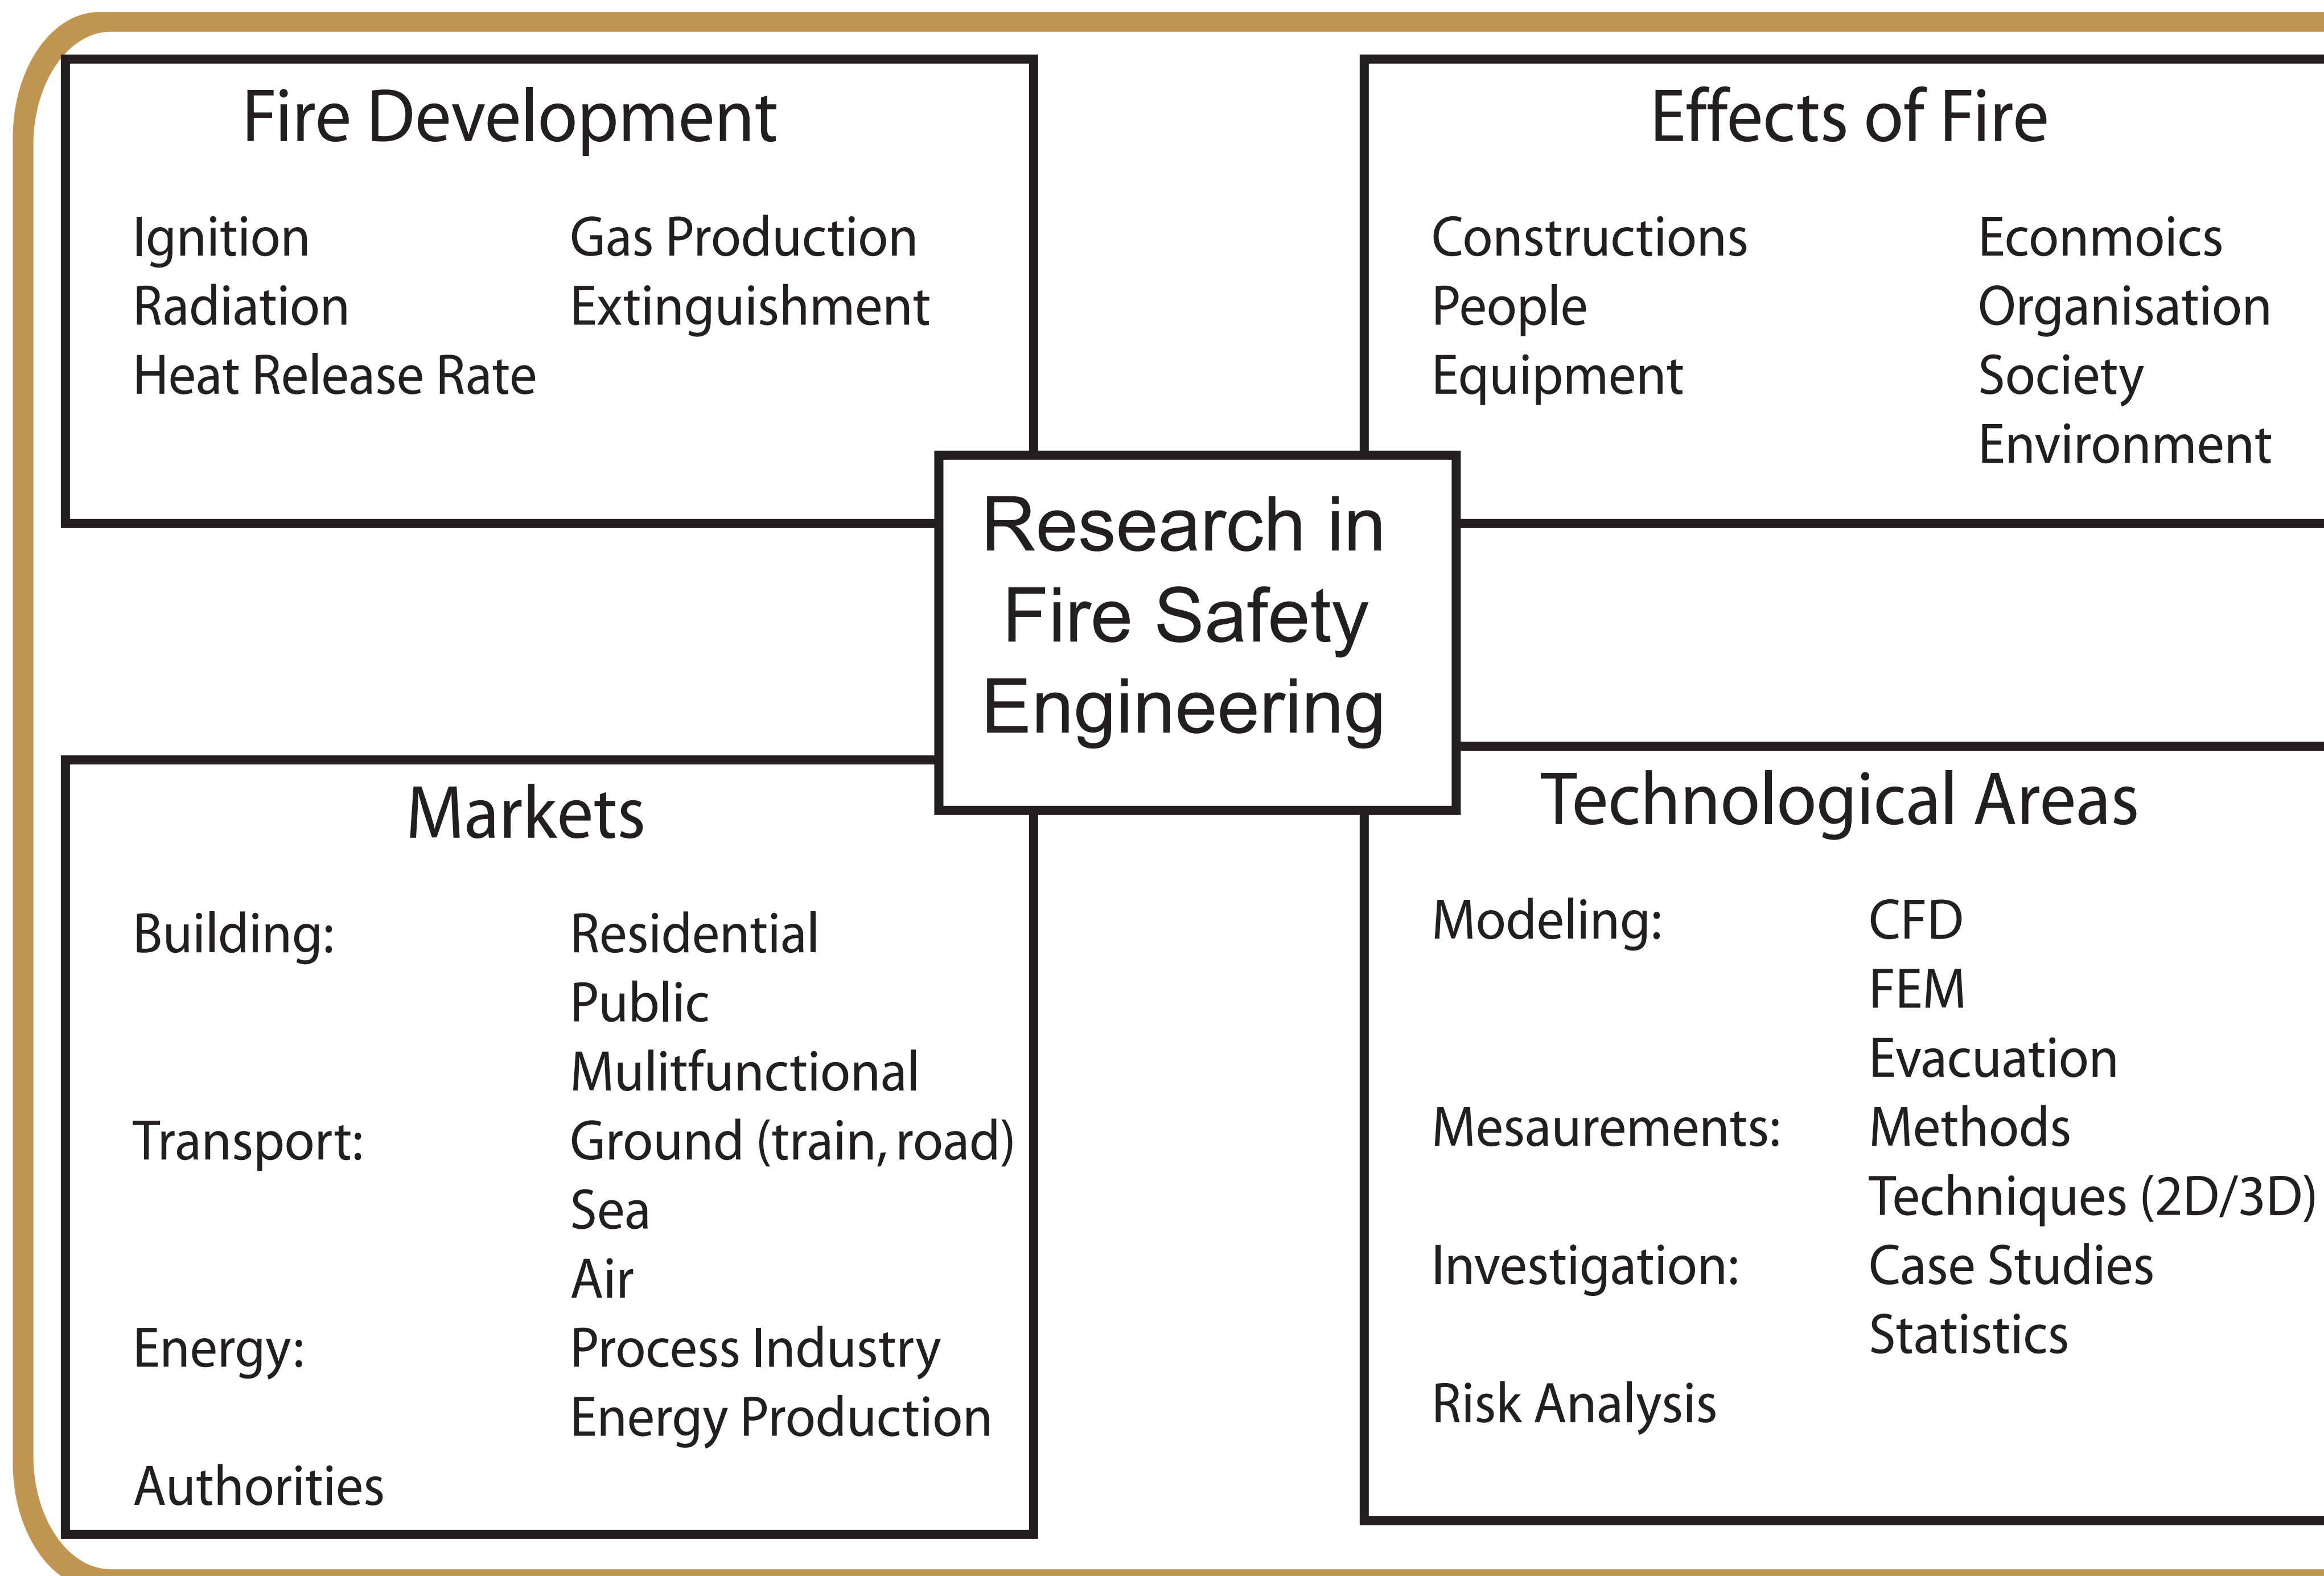 Fire Development
Ignition
Radiation
Heat Release Rate
Gas Production
Extinguishment
Effects of Fire
Constructions
People
Equipment
Econmoics
Organisation
Society
Environment
Research in
Fire Safety
Engineering
Markets
Building: Residential
Public
Mulitfunctional
Transport: Ground (train, road)
Sea
Air
Energy: Process Industry
Energy Production
Authorities
Technological Areas
Modeling: CFD
FEM
Evacuation
Mesaurements: Methods
Techniques (2D/3D)
Investigation: Case Studies
Statistics
Risk Analysis